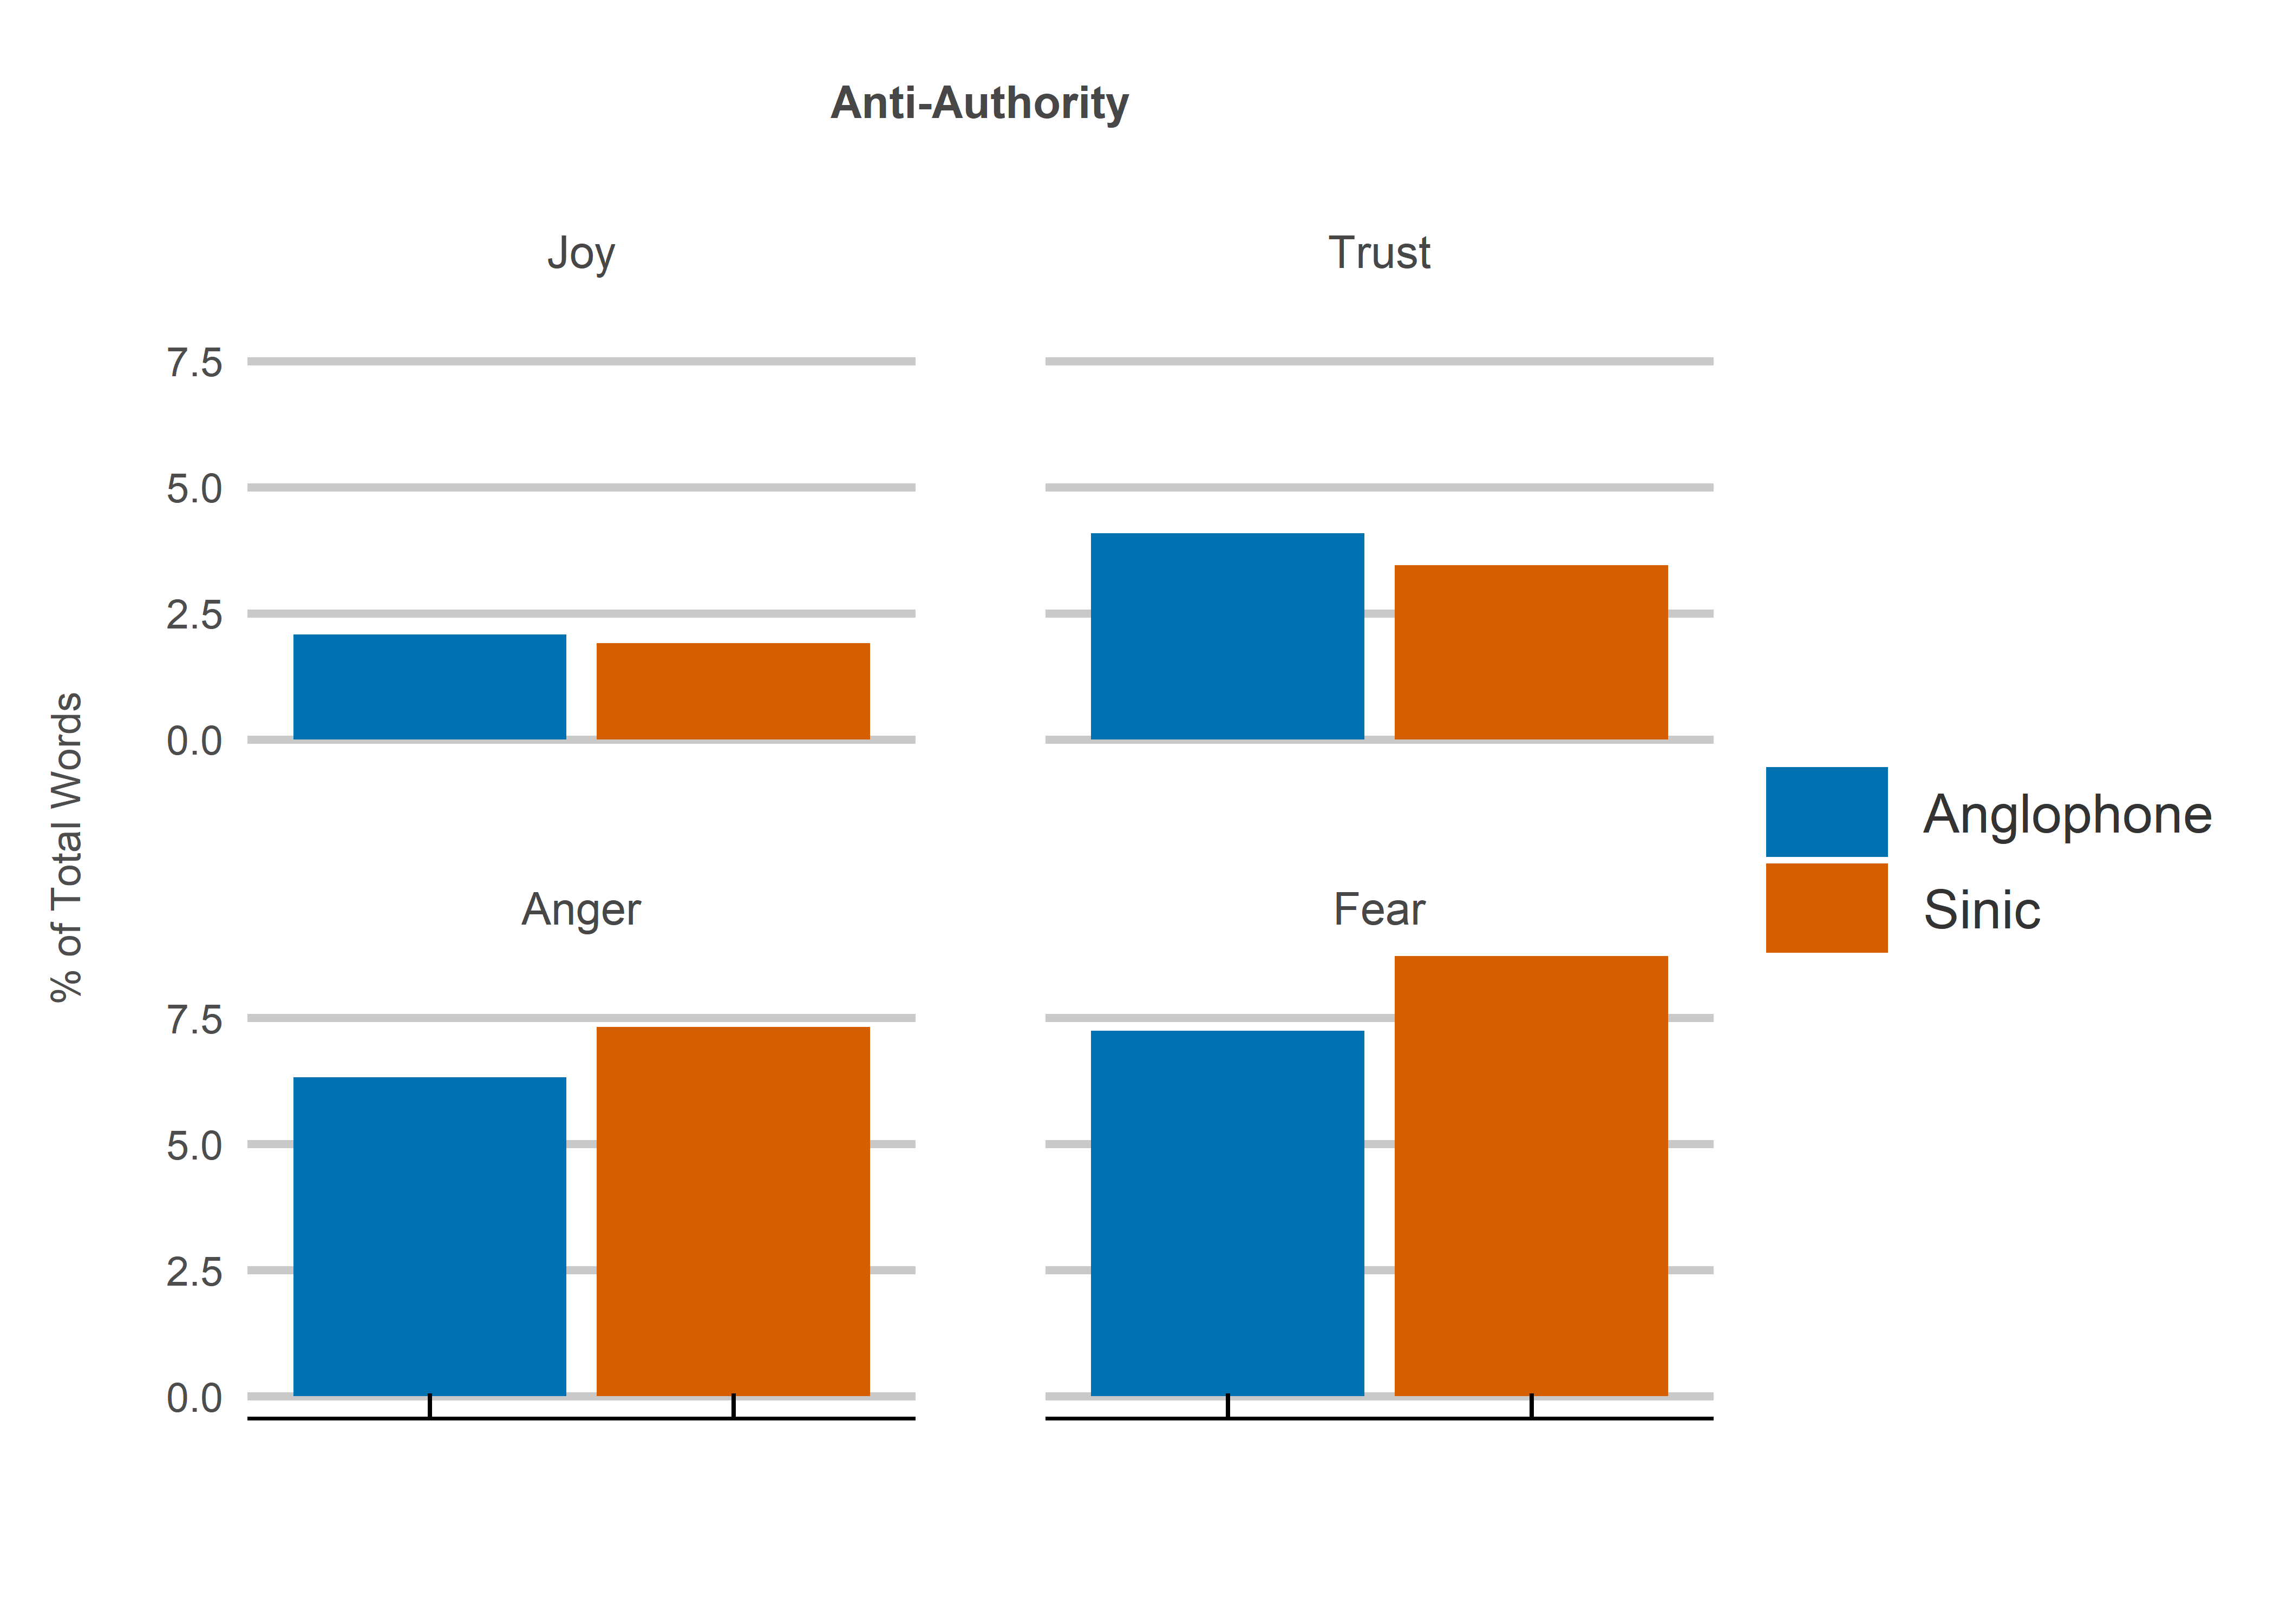 Anti-Authority
Joy
Trust
7.5
5.0
2.5
0.0
% of Total Words
Anger
Fear
7.5
5.0
2.5
0.0
Anglophone
Sinic